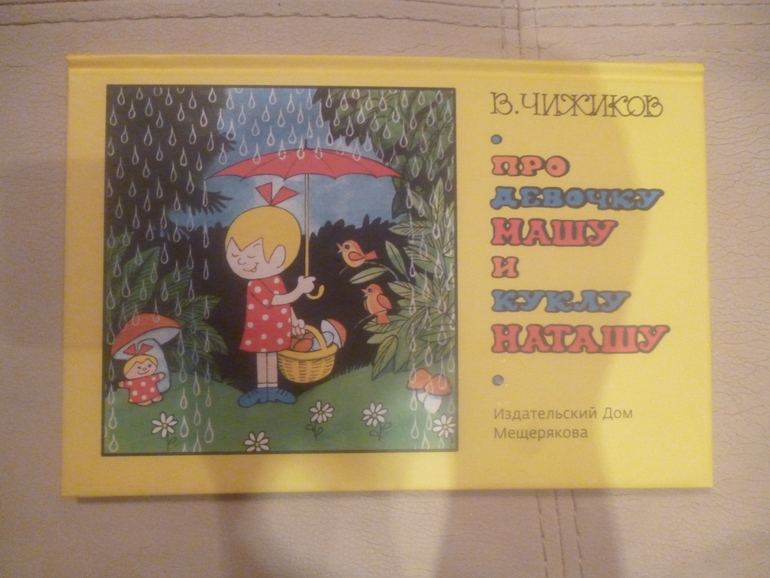 В. ЧИЖИКОВ
ПРО
ДЕВОЧКУ
МАШУ
И
КУКЛУ
НАТАШУ
Издательский Дом
Мещерякова